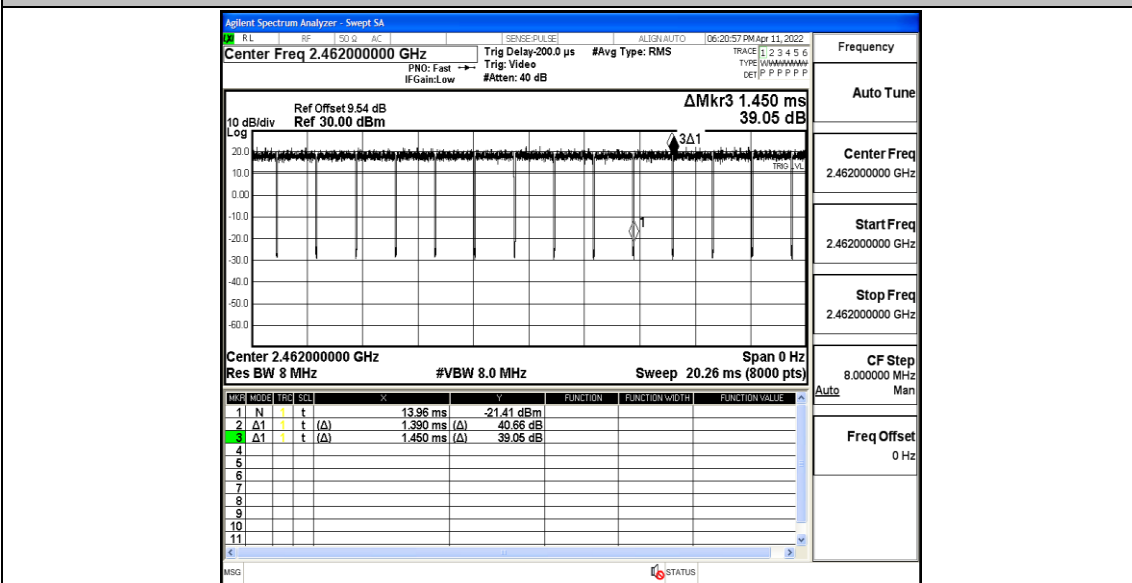 Agilent Spectrum Analyzer - Swept SA
RL RF 50 Ω AC SENSE:PULSE ALIGN AUTO 06:20:57 PM Apr 11, 2022
Center Freq 2.462000000 GHz
PNO: Fast
IFGain:Low
Trig Delay-200.0 µs
Trig: Video
#Atten: 40 dB
#Avg Type: RMS
TRACE 1 2 3 4 5 6
TYPE
DET P P P P P P
Ref Offset 9.54 dB
Ref 30.00 dBm
10 dB/div
Log
ΔMkr3 1.450 ms
39.05 dB
3Δ1
TRIG LVL
1
20.0
10.0
0.00
-10.0
-20.0
-30.0
-40.0
-50.0
-60.0
Center 2.462000000 GHz Span 0 Hz
Res BW 8 MHz #VBW 8.0 MHz Sweep 20.26 ms (8000 pts)
MKR MODE TRC SCL X Y FUNCTION FUNCTION WIDTH FUNCTION VALUE
1 N 1 t 13.96 ms -21.41 dBm
2 Δ1 1 t (Δ) 1.390 ms (Δ) 40.66 dB
3 Δ1 1 t (Δ) 1.450 ms (Δ) 39.05 dB
4
5
6
7
8
9
10
11
MSG STATUS
Frequency
Auto Tune
Center Freq
2.462000000 GHz
Start Freq
2.462000000 GHz
Stop Freq
2.462000000 GHz
CF Step
8.000000 MHz
Auto Man
Freq Offset
0 Hz